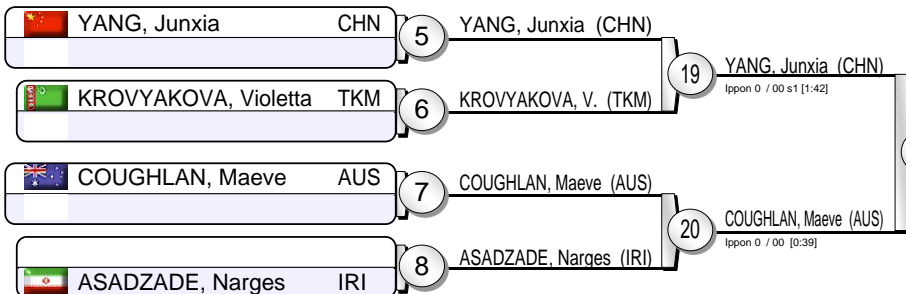 YANG, Junxia CHN
5
YANG, Junxia (CHN)
19
YANG, Junxia (CHN)
Ippon 0 / 00 s1 [1:42]
KROVYAKOVA, Violetta TKM
6
KROVYAKOVA, V. (TKM)
COUGHLAN, Maeve AUS
7
COUGHLAN, Maeve (AUS)
20
COUGHLAN, Maeve (AUS)
Ippon 0 / 00 [0:39]
ASADZADE, Narges IRI
8
ASADZADE, Narges (IRI)